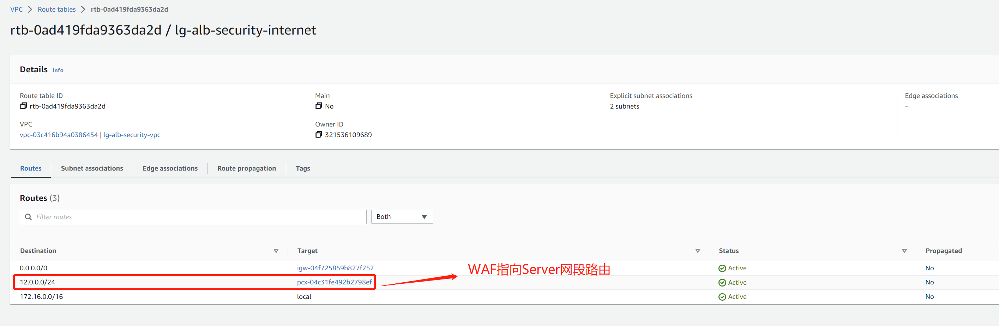 VPC > Route tables > rtb-0ad419fda9363da2d
rtb-0ad419fda9363da2d / lg-alb-security-internet
Details Info
Route table ID
rtb-0ad419fda9363da2d
Main
No
Explicit subnet associations
2 subnets
Edge associations
–
VPC
vpc-03c416b94a0386454 | lg-alb-security-vpc
Owner ID
321536109689
Routes Subnet associations Edge associations Route propagation Tags
Routes (3)
Filter routes
Both
Destination Target Status Propagated
0.0.0.0/0 igw-04f725859b827f252 Active No
WAF指向Server网段路由
12.0.0.0/24 pcx-04c31fe492b2798ef Active No
172.16.0.0/16 local Active No